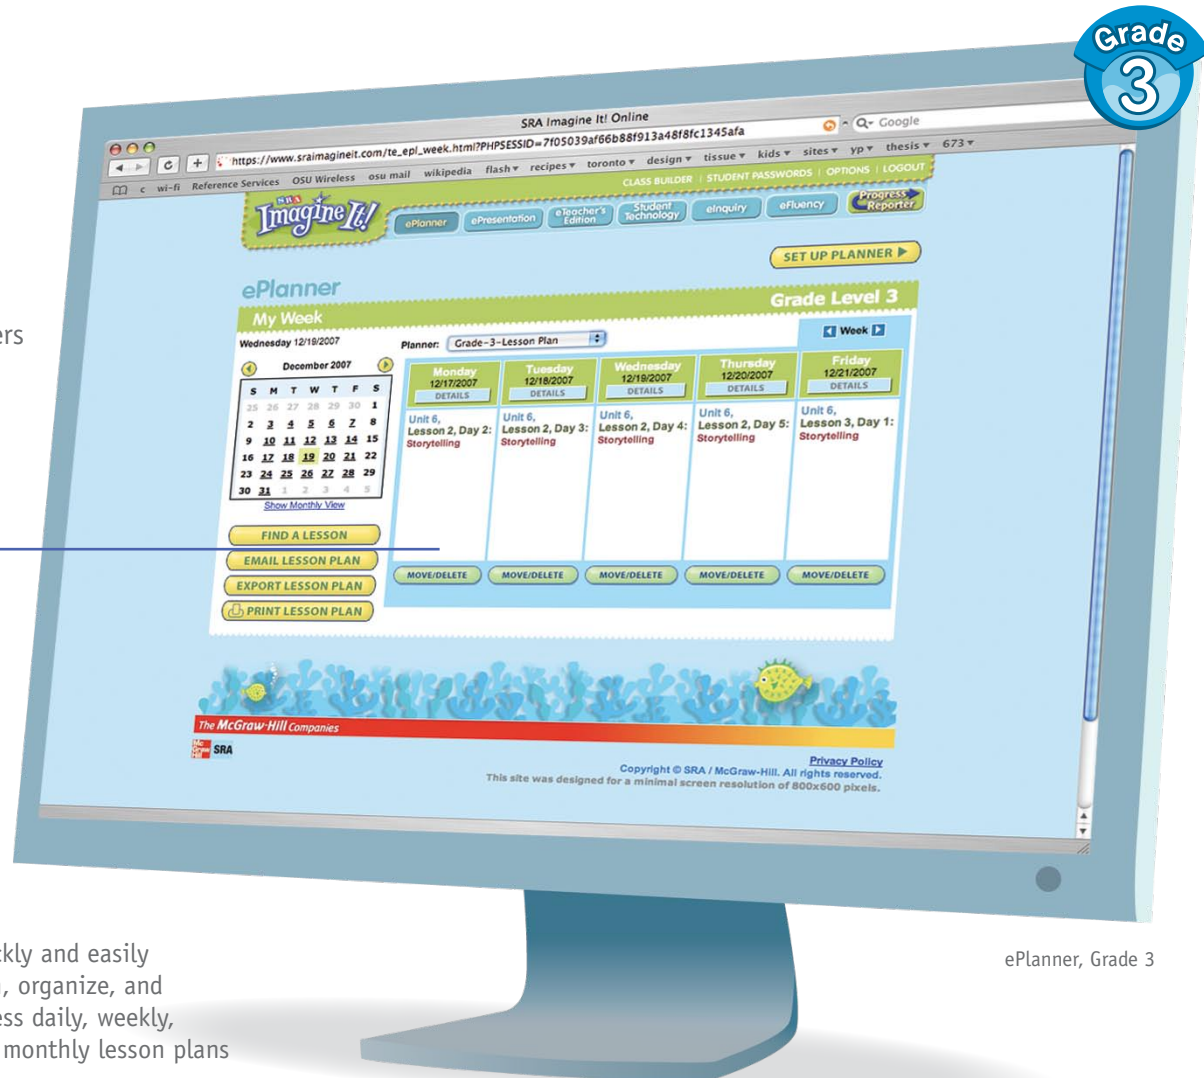 Grade
3
SRA Imagine It! Online
https://www.sraimagineit.com/te_epl_week.html?PHPSESSID=7f05039af66b88f913a48f8fc1345afa
Google
c wi-fi Reference Services OSU Wireless osu mail wikipedia flash recipes toronto design tissue kids sites yp thesis 673
CLASS BUILDER | STUDENT PASSWORDS | OPTIONS | LOGOUT
SRA
Imagine It!
ePlanner
ePresentation
eTeacher's Edition
Student Technology
eInquiry
eFluency
Progress Reporter
SET UP PLANNER
ePlanner
Grade Level 3
My Week
Wednesday 12/19/2007
Planner: Grade-3-Lesson Plan
Week
December 2007
S M T W T F S
25 26 27 28 29 30 1
2 3 4 5 6 7 8
9 10 11 12 13 14 15
16 17 18 19 20 21 22
23 24 25 26 27 28 29
30 31 1 2 3 4 5
Show Monthly View
Monday
12/17/2007
DETAILS
Unit 6,
Lesson 2, Day 2:
Storytelling
MOVE/DELETE
Tuesday
12/18/2007
DETAILS
Unit 6,
Lesson 2, Day 3:
Storytelling
MOVE/DELETE
Wednesday
12/19/2007
DETAILS
Unit 6,
Lesson 2, Day 4:
Storytelling
MOVE/DELETE
Thursday
12/20/2007
DETAILS
Unit 6,
Lesson 2, Day 5:
Storytelling
MOVE/DELETE
Friday
12/21/2007
DETAILS
Unit 6,
Lesson 3, Day 1:
Storytelling
MOVE/DELETE
FIND A LESSON
EMAIL LESSON PLAN
EXPORT LESSON PLAN
PRINT LESSON PLAN
The McGraw-Hill Companies
Mc Graw Hill SRA
Privacy Policy
Copyright © SRA / McGraw-Hill. All rights reserved.
This site was designed for a minimal screen resolution of 800x600 pixels.
ePlanner, Grade 3
and easily
organize, and
daily, weekly,
monthly lesson plans